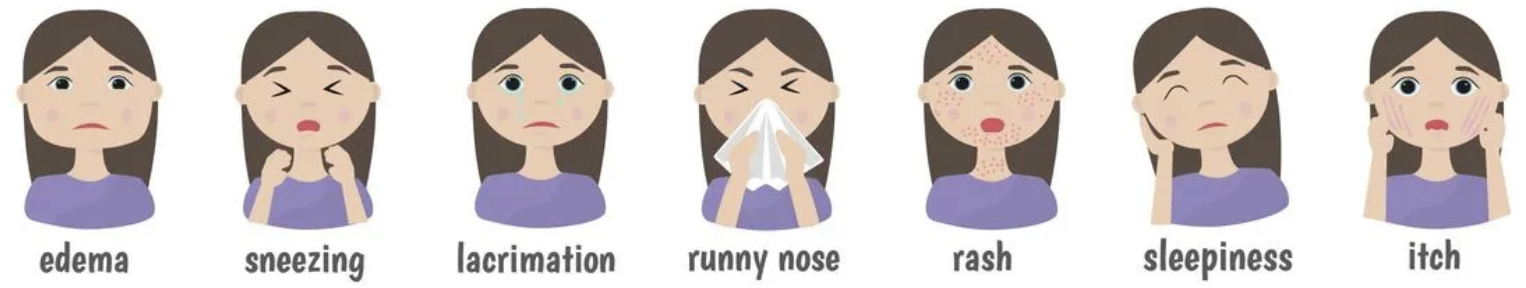 edema
sneezing
lacrimation
runny nose
rash
sleepiness
itch